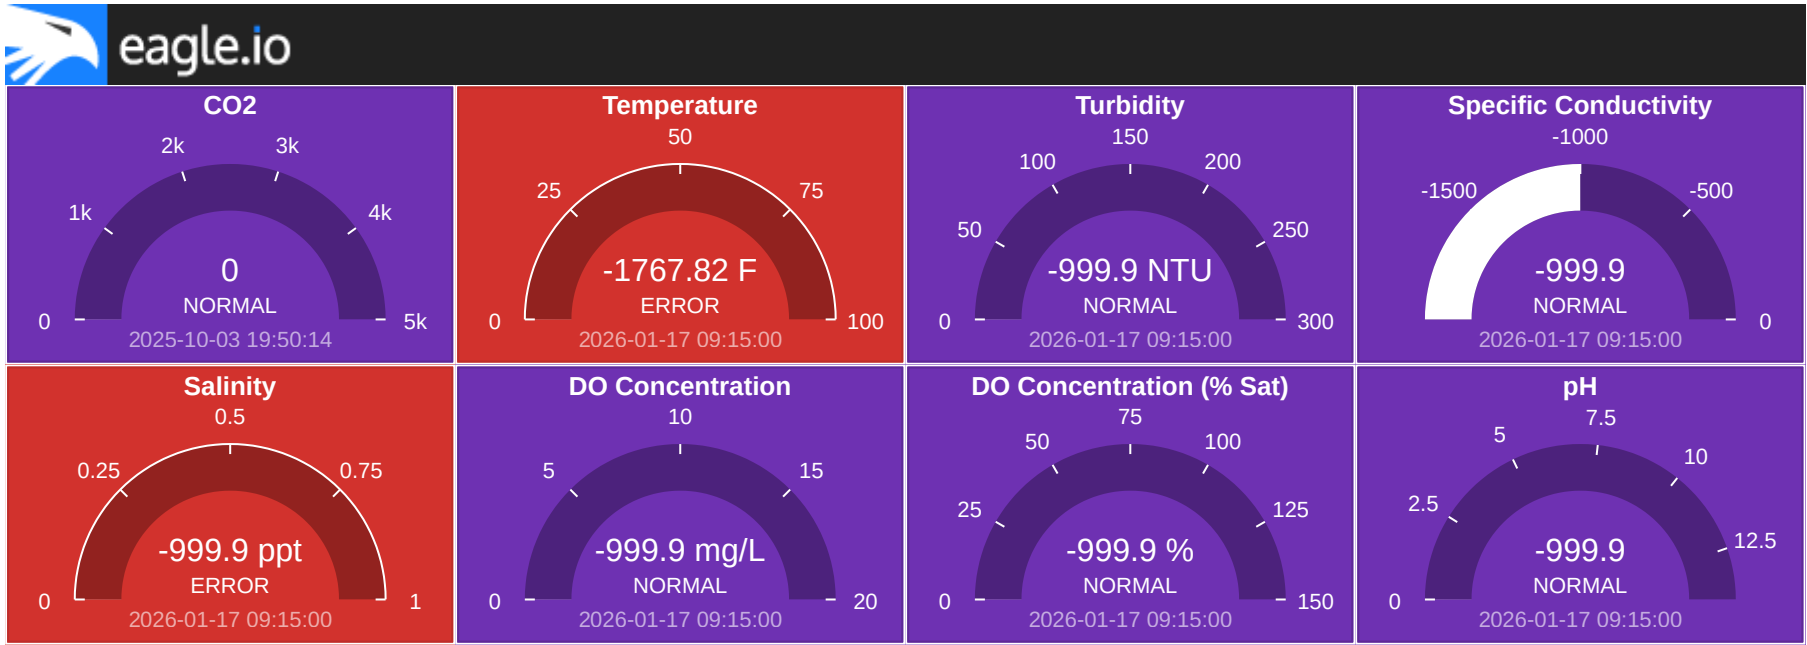 eagle.io
CO2
2k
3k
1k
4k
0
NORMAL
0
5k
2025-10-03 19:50:14
Temperature
50
25
75
-1767.82 F
ERROR
0
100
2026-01-17 09:15:00
Turbidity
150
100
200
50
250
-999.9 NTU
NORMAL
0
300
2026-01-17 09:15:00
Specific Conductivity
-1000
-1500
-500
-999.9
NORMAL
0
2026-01-17 09:15:00
Salinity
0.5
0.25
0.75
-999.9 ppt
ERROR
0
1
2026-01-17 09:15:00
DO Concentration
10
5
15
-999.9 mg/L
NORMAL
0
20
2026-01-17 09:15:00
DO Concentration (% Sat)
75
50
100
25
125
-999.9 %
NORMAL
0
150
2026-01-17 09:15:00
pH
7.5
5
10
2.5
12.5
-999.9
NORMAL
0
2026-01-17 09:15:00